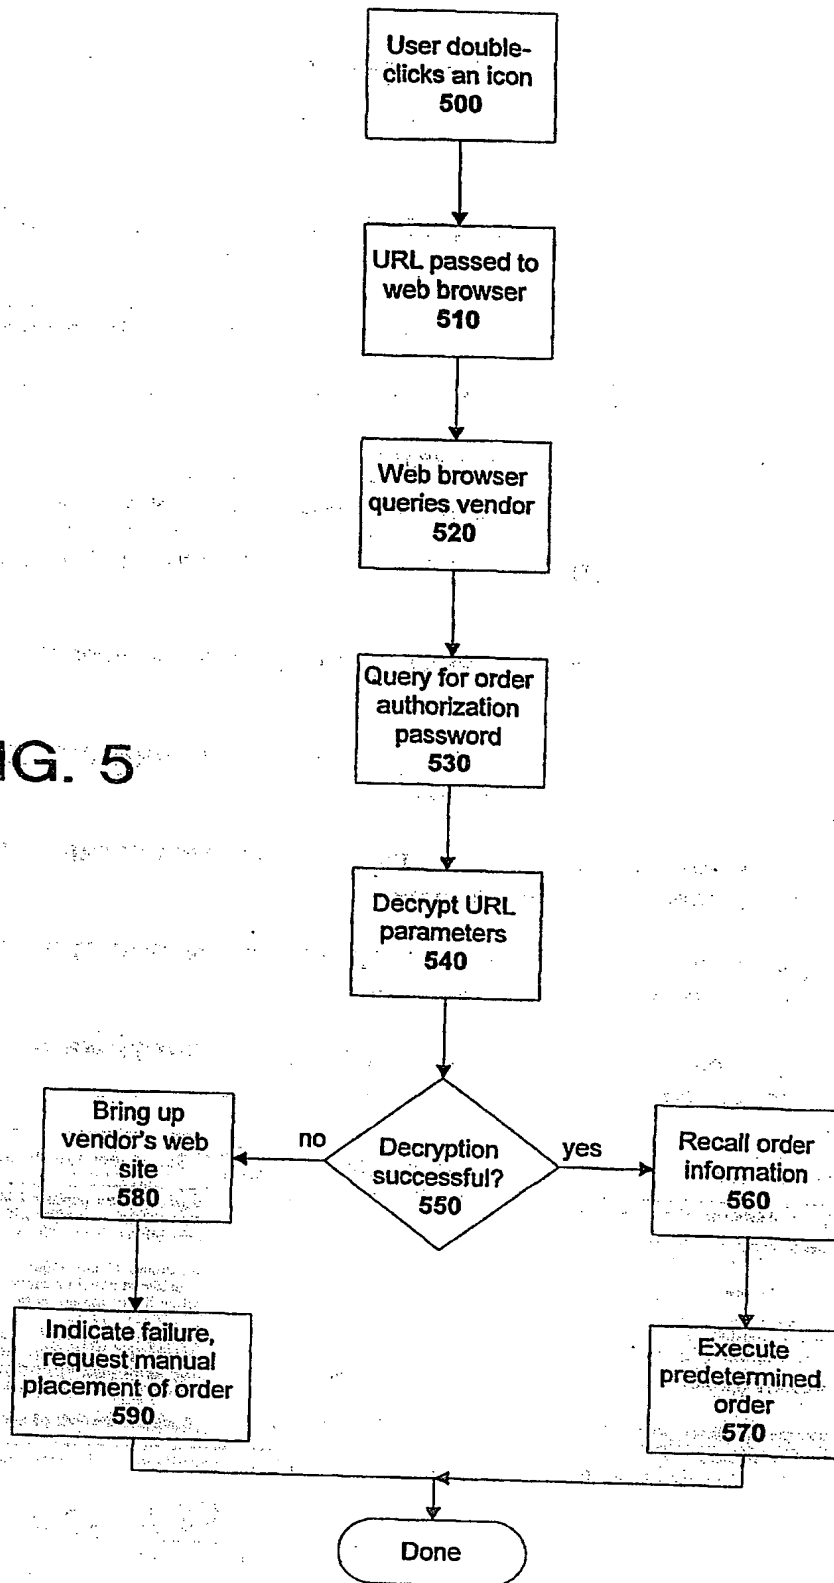 User double-
clicks an icon
500
URL passed to
web browser
510
Web browser
queries vendor
520
Query for order
authorization
password
530
IG. 5
Decrypt URL
parameters
540
Decryption
successful?
550
no
yes
Bring up
vendor's web
site
580
Recall order
information
560
Indicate failure,
request manual
placement of order
590
Execute
predetermined
order
570
Done